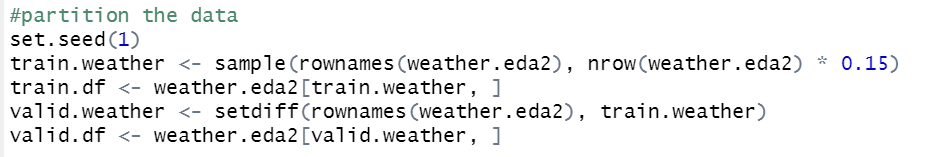 #partition the data
set.seed(1)
train.weather <- sample(rownames(weather.eda2), nrow(weather.eda2) * 0.15)
train.df <- weather.eda2[train.weather, ]
valid.weather <- setdiff(rownames(weather.eda2), train.weather)
valid.df <- weather.eda2[valid.weather, ]